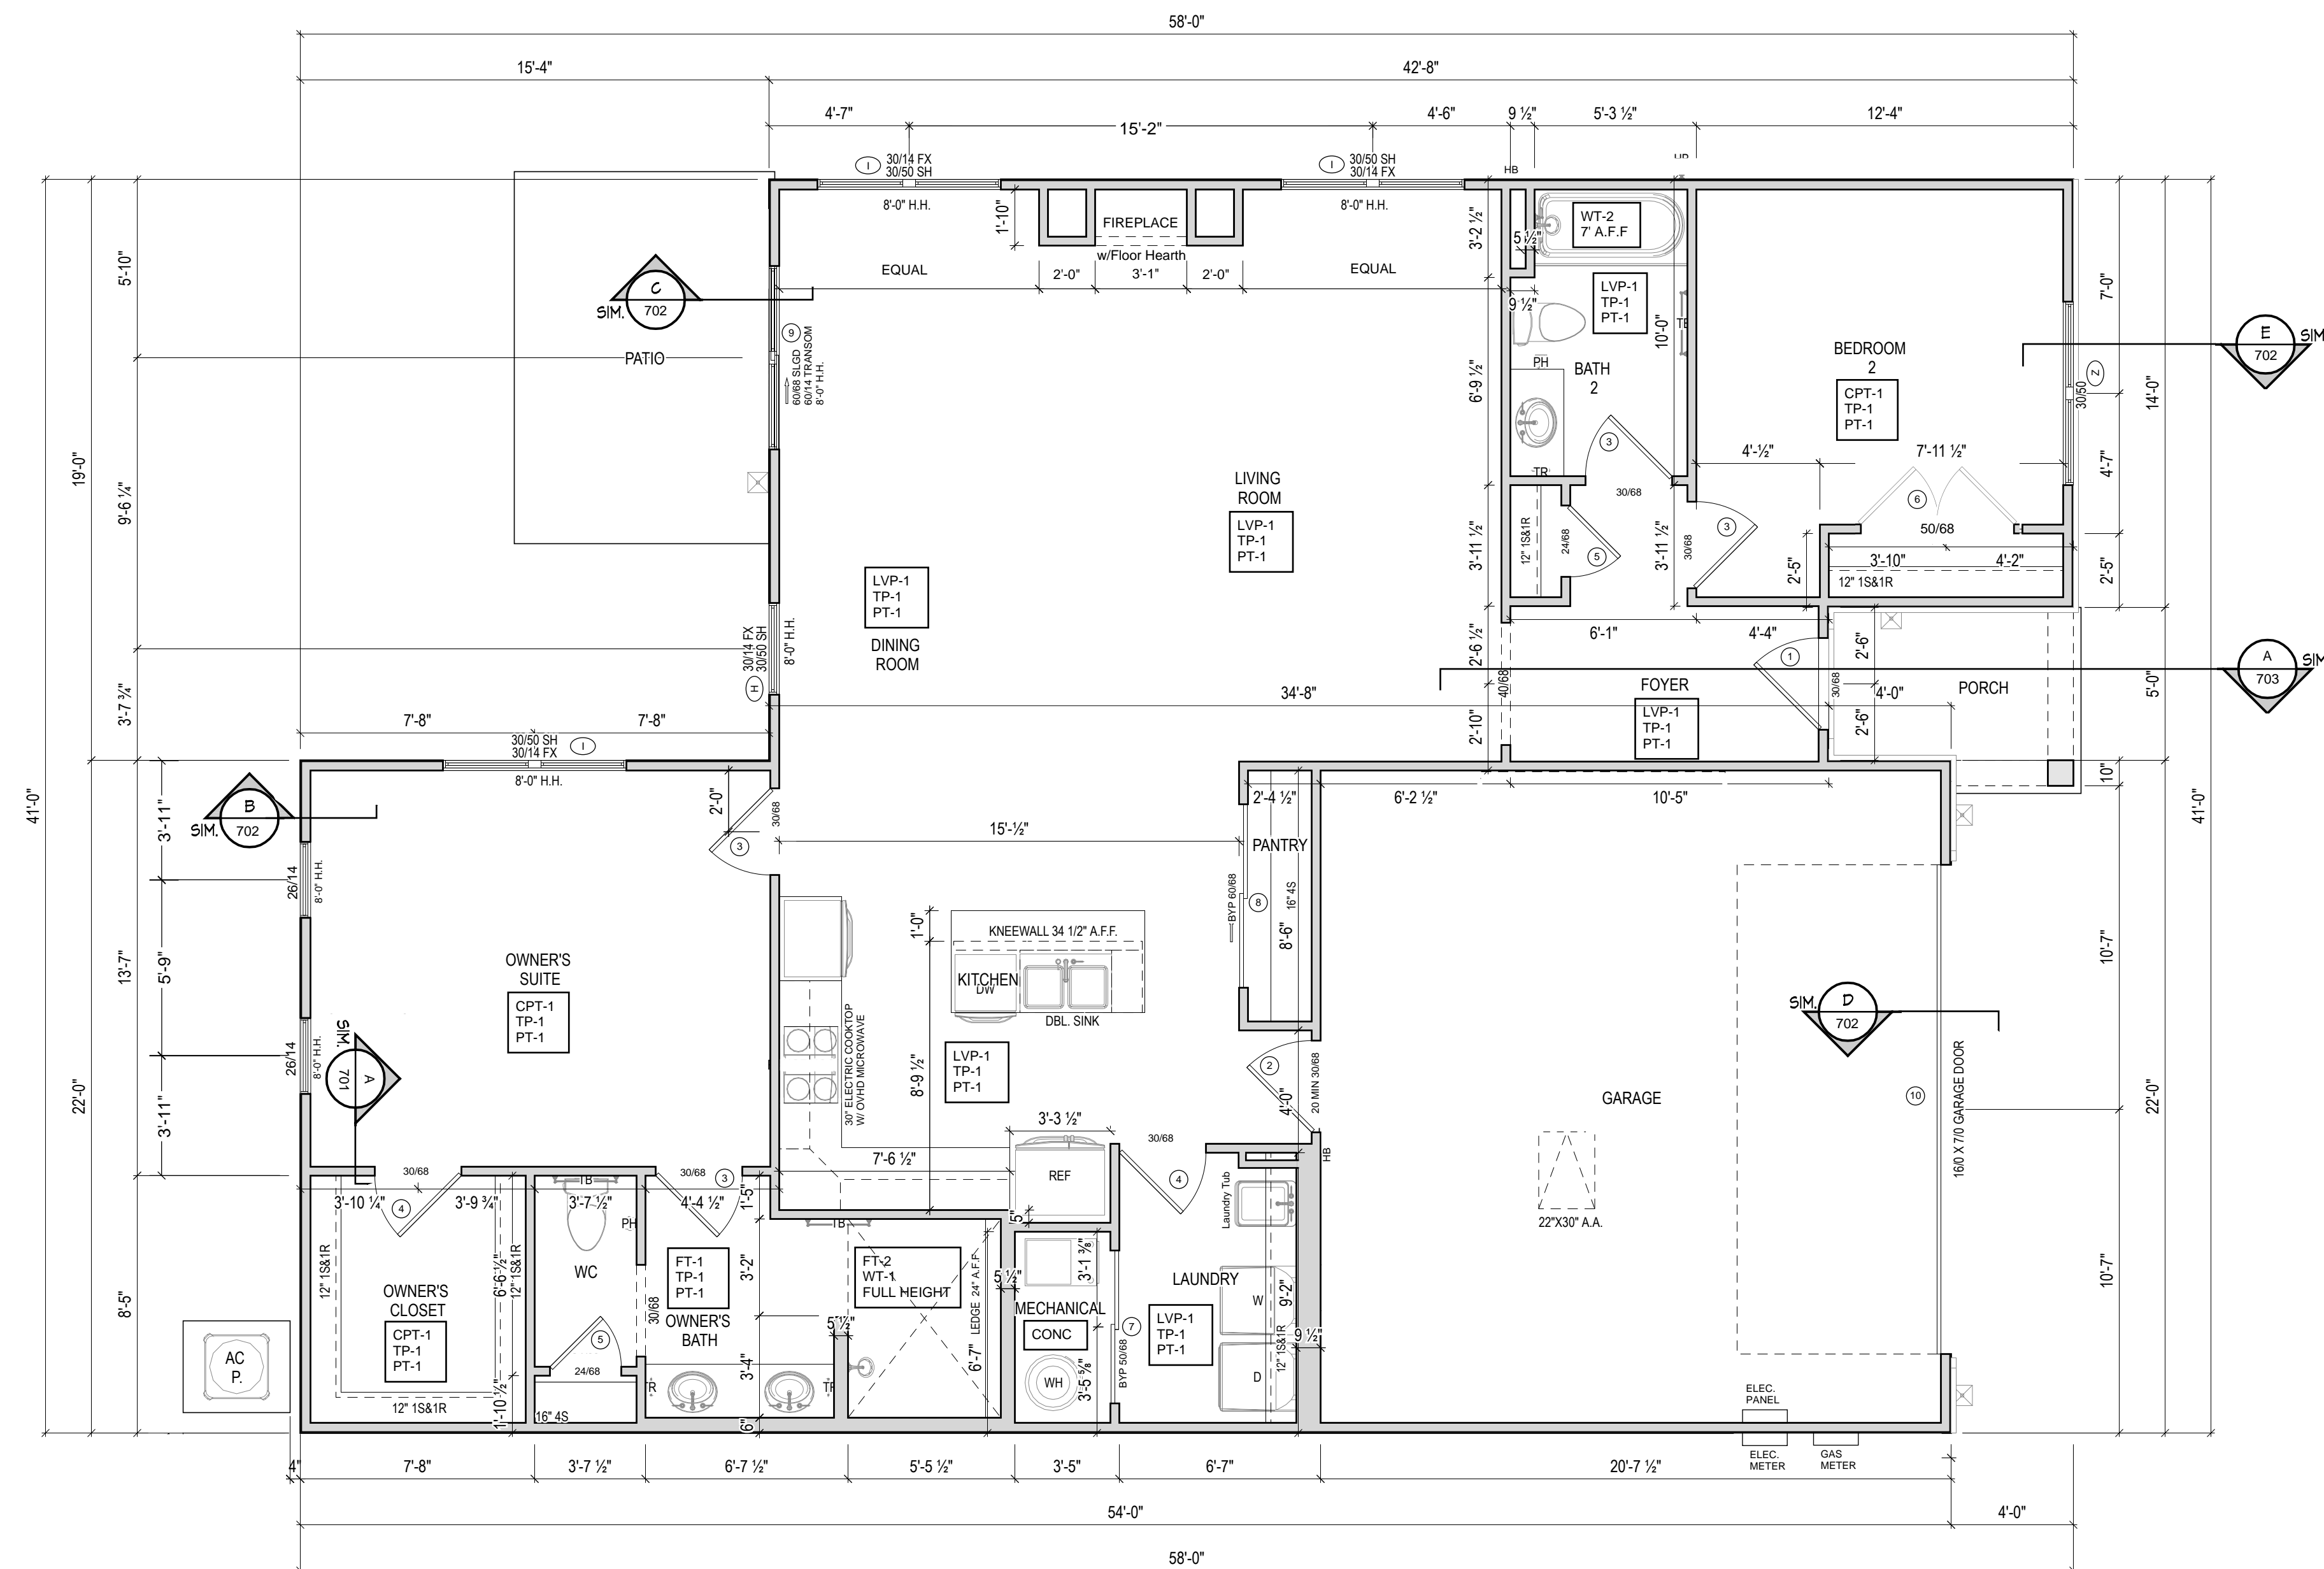 58'-0"
15'-4"
42'-8"
4'-7"
15'-2"
4'-6"
9 ½"
5'-3 ½"
12'-4"
I
30/14 FX
30/50 SH
I
30/50 SH
30/14 FX
HB
8'-0" H.H.
8'-0" H.H.
1'-10"
FIREPLACE
w/Floor Hearth
EQUAL
2'-0"
3'-1"
2'-0"
EQUAL
3'-2 ½"
5 ½"
WT-2
7' A.F.F
LVP-1
TP-1
PT-1
9 ½"
10'-0"
PH
BATH
2
6'-9 ½"
TR
3
30/68
5'-10"
19'-0"
41'-0"
9'-6 ¼"
3'-7 ¾"
C
702
SIM.
PATIO
9
60/68 SLGD
60/14 TRANSOM
8'-0" H.H.
BEDROOM
2
CPT-1
TP-1
PT-1
4'-½"
7'-11 ½"
6
50/68
3'-10"
4'-2"
12" 1S&1R
2'-5"
3
30/68
3'-11 ½"
12" 1S&1R
24/68
5
3'-11 ½"
30/50
Z
7'-0"
4'-7"
2'-5"
14'-0"
E
702
SIM
LIVING
ROOM
LVP-1
TP-1
PT-1
LVP-1
TP-1
PT-1
DINING
ROOM
30/14 FX
30/50 SH
H
8'-0" H.H.
34'-8"
2'-6 ½"
2'-10"
40/68
6'-1"
4'-4"
FOYER
LVP-1
TP-1
PT-1
1
30/68
2'-6"
2'-6"
4'-0"
PORCH
5'-0"
A
703
SIM
7'-8"
7'-8"
30/50 SH
30/14 FX
I
8'-0" H.H.
B
702
SIM.
3'-11"
5'-9"
3'-11"
13'-7"
22'-0"
8'-5"
26/14
8'-0" H.H.
26/14
8'-0" H.H.
2'-0"
30/68
3
OWNER'S
SUITE
CPT-1
TP-1
PT-1
SIM.
A
701
15'-½"
2'-4 ½"
6'-2 ½"
10'-5"
PANTRY
BYP 60/68
8
16" 4S
8'-6"
1'-0"
KNEEWALL 34 1/2" A.F.F.
KITCHEN
DW
DBL. SINK
LVP-1
TP-1
PT-1
8'-9 ½"
30" ELECTRIC COOKTOP
W/ OVHD MICROWAVE
2
4'-0"
20 MIN 30/68
3'-3 ½"
REF
7'-6 ½"
5"
30/68
4
HB
GARAGE
22"X30" A.A.
D
702
SIM.
10
16/0 X 7/0 GARAGE DOOR
10"
10'-7"
10'-7"
22'-0"
41'-0"
30/68
4
3'-10 ¼"
3'-9 ¾"
TB
3'-7 ½"
PH
30/68
3
4'-4 ½"
1'-5"
12" 1S&1R
12" 1S&1R
6'-6 ½"
1'-10 ½"
OWNER'S
CLOSET
CPT-1
TP-1
PT-1
12" 1S&1R
WC
5
24/68
16" 4S
30/68
FT-1
TP-1
PT-1
OWNER'S
BATH
3'-2"
3'-4"
6"
TB
5 ½"
FT-2
WT-1
FULL HEIGHT
LEDGE 24" A.F.F
6'-7"
5 ½"
MECHANICAL
CONC
WH
3'-1 ⅜"
3'-5 ⅝"
7
BYP 50/68
LAUNDRY
LVP-1
TP-1
PT-1
Laundry Tub
W
D
9'-2"
12" 1S&1R
9 ½"
AC
P.
ELEC.
PANEL
ELEC.
METER
GAS
METER
4"
7'-8"
3'-7 ½"
6'-7 ½"
5'-5 ½"
3'-5"
6'-7"
20'-7 ½"
54'-0"
4'-0"
58'-0"